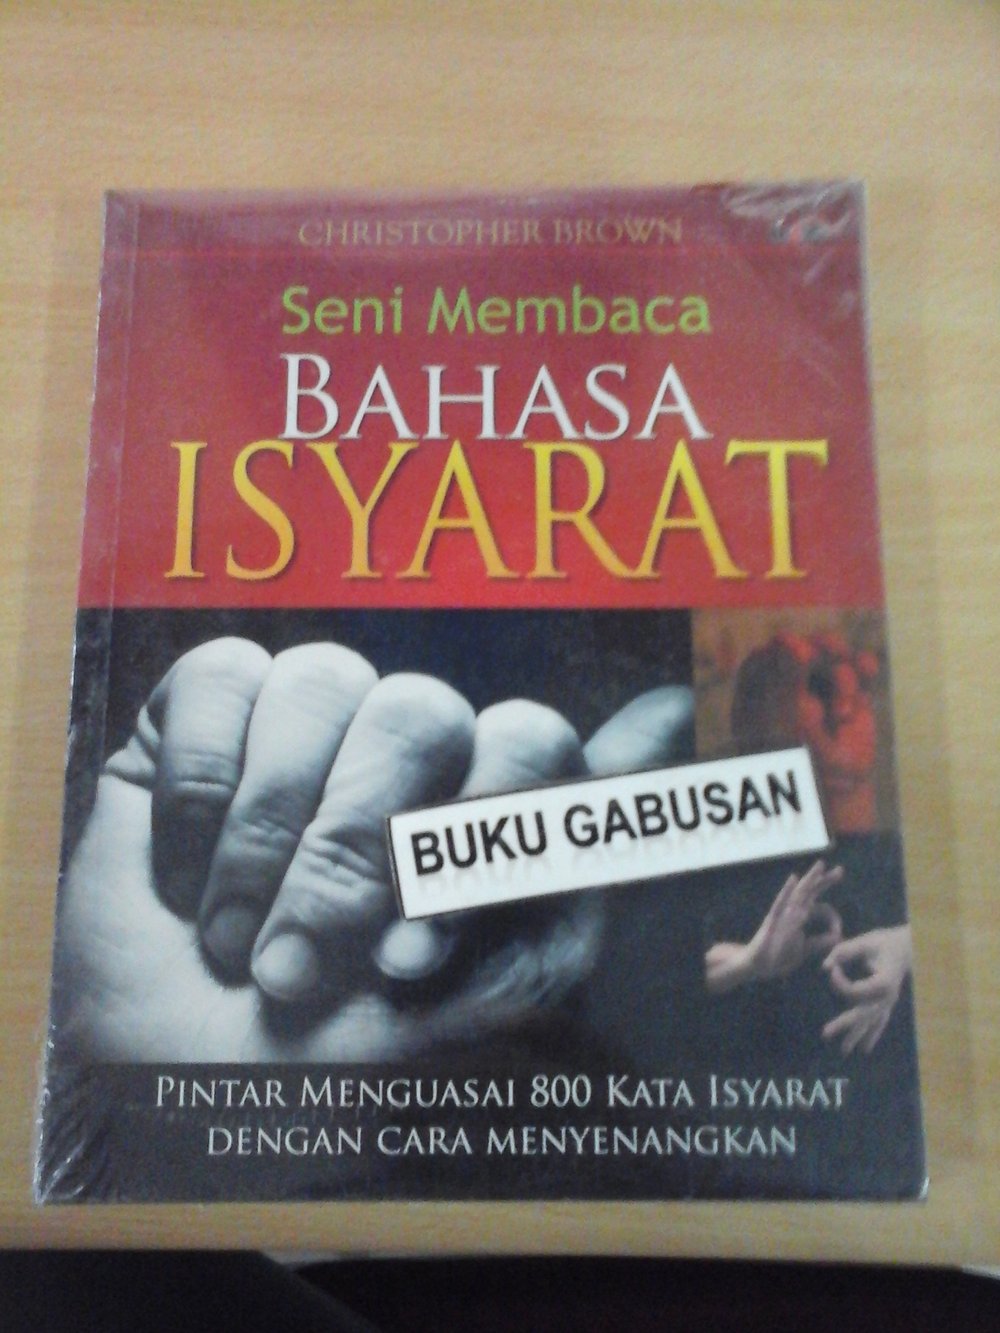 CHRISTOPHER BROWN
Seni Membaca
BAHASA
ISYARAT
BUKU GABUSAN
PINTAR MENGUASAI 800 KATA ISYARAT
DENGAN CARA MENYENANGKAN